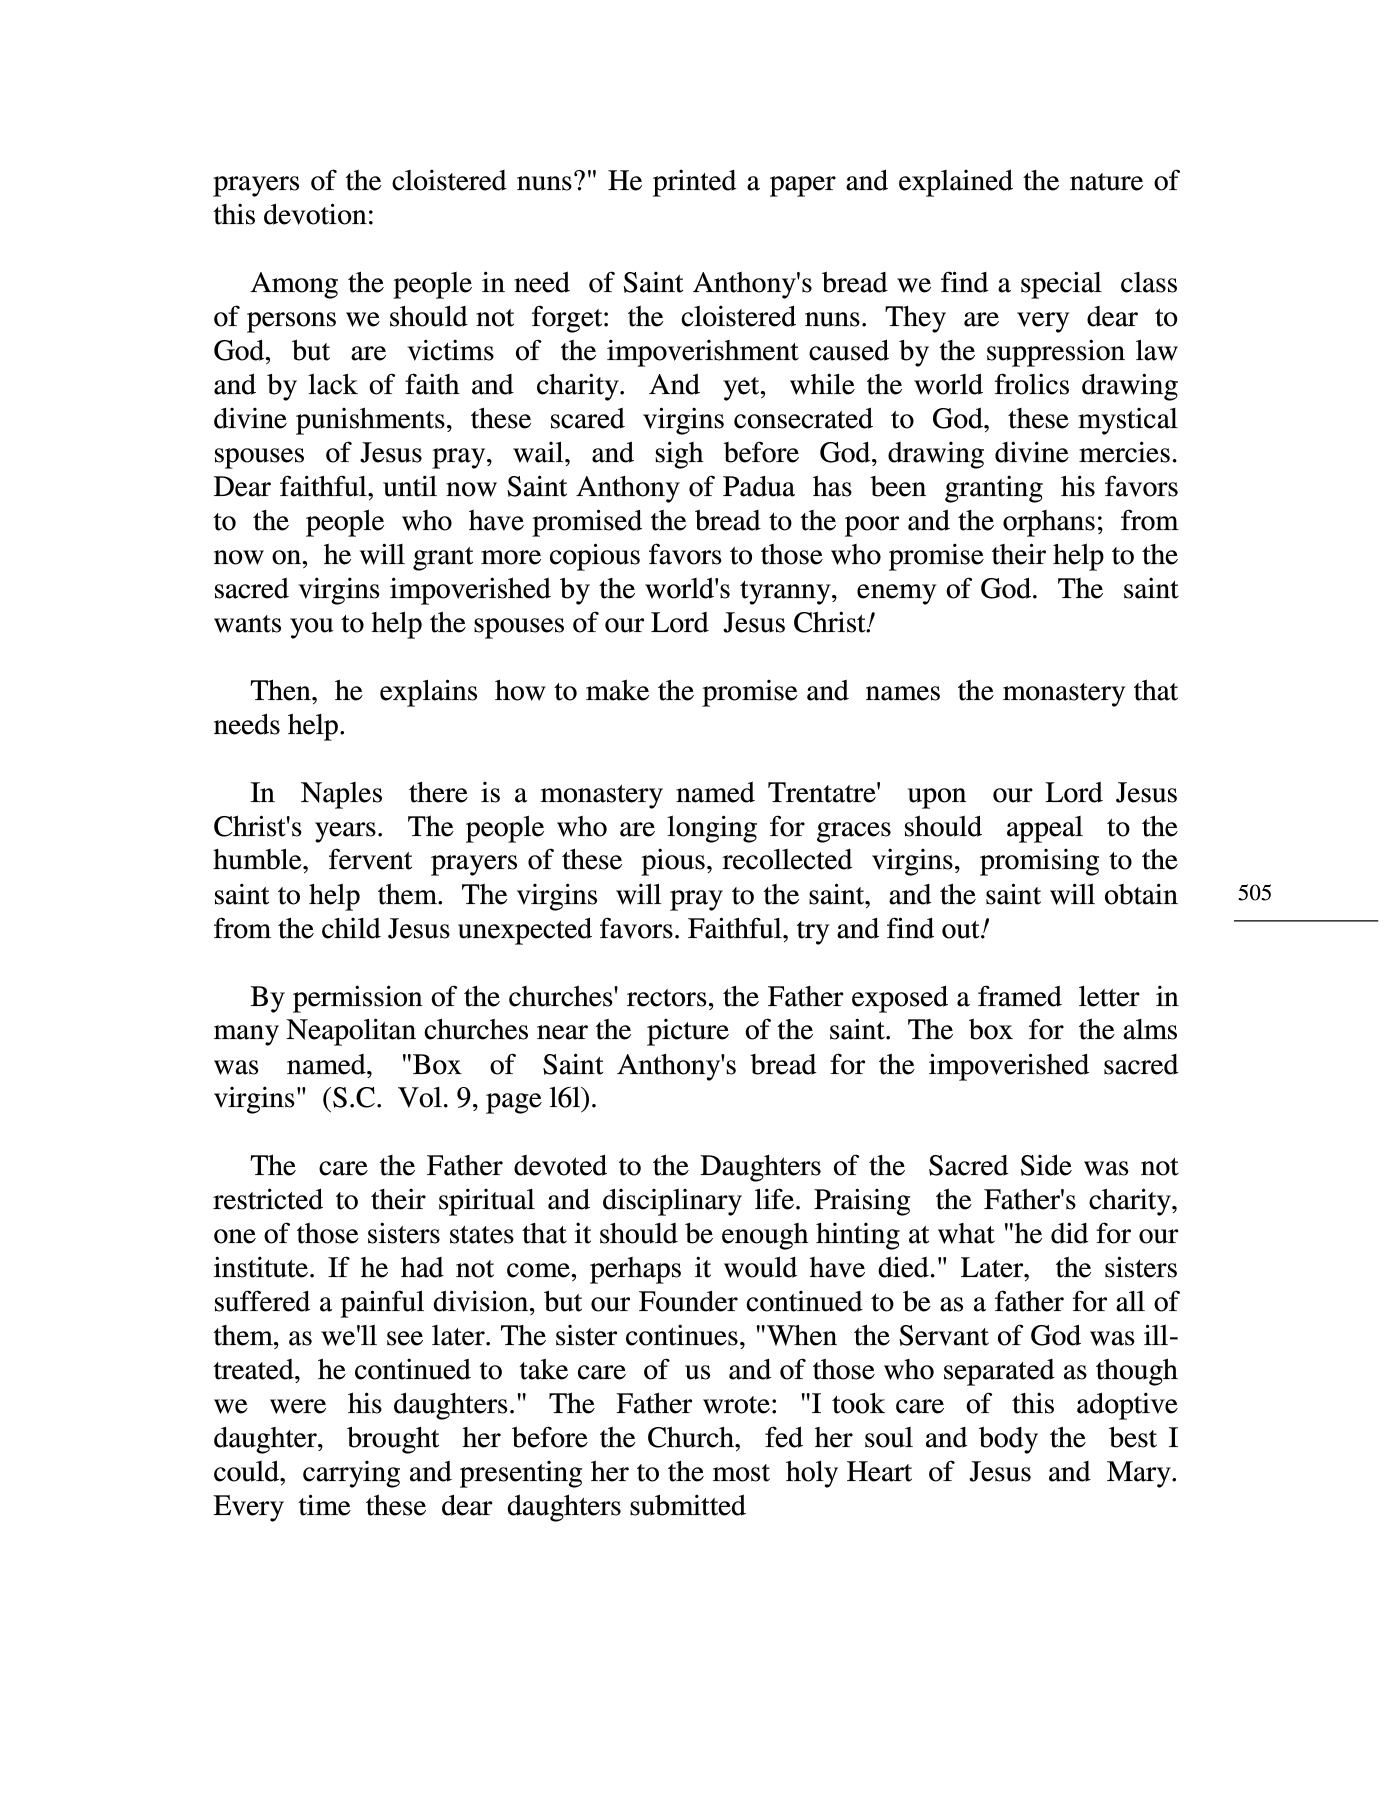 prayers of the cloistered nuns?" He printed a paper and explained the nature of
this devotion:
Among the people in need of Saint Anthony's bread we find a special class
of persons we should not forget: the cloistered nuns. They are very dear to
God, but are victims of the impoverishment caused by the suppression law
and by lack of faith and charity. And yet, while the world frolics drawing
divine punishments, these scared virgins consecrated to God, these mystical
spouses of Jesus pray, wail, and sigh before God, drawing divine mercies.
Dear faithful, until now Saint Anthony of Padua has been granting his favors
to the people who have promised the bread to the poor and the orphans; from
now on, he will grant more copious favors to those who promise their help to the
sacred virgins impoverished by the world's tyranny, enemy of God. The saint
wants you to help the spouses of our Lord Jesus Christ!
Then, he explains how to make the promise and names the monastery that
needs help.
In Naples there is a monastery named Trentatre' upon our Lord Jesus
Christ's years. The people who are longing for graces should appeal to the
humble, fervent prayers of these pious, recollected virgins, promising to the
saint to help them. The virgins will pray to the saint, and the saint will obtain
from the child Jesus unexpected favors. Faithful, try and find out!
505
By permission of the churches' rectors, the Father exposed a framed letter in
many Neapolitan churches near the picture of the saint. The box for the alms
was named, "Box of Saint Anthony's bread for the impoverished sacred
virgins" (S.C. Vol. 9, page l6l).
The care the Father devoted to the Daughters of the Sacred Side was not
restricted to their spiritual and disciplinary life. Praising the Father's charity,
one of those sisters states that it should be enough hinting at what "he did for our
institute. If he had not come, perhaps it would have died." Later, the sisters
suffered a painful division, but our Founder continued to be as a father for all of
them, as we'll see later. The sister continues, "When the Servant of God was ill-
treated, he continued to take care of us and of those who separated as though
we were his daughters." The Father wrote: "I took care of this adoptive
daughter, brought her before the Church, fed her soul and body the best I
could, carrying and presenting her to the most holy Heart of Jesus and Mary.
Every time these dear daughters submitted